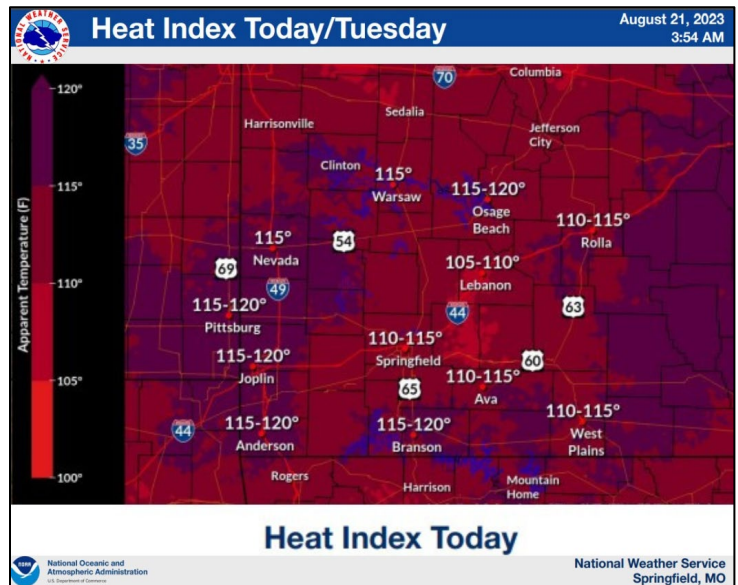 NATIONAL WEATHER SERVICE
Heat Index Today/Tuesday
August 21, 2023
3:54 AM
Apparent Temperature (F)
120°
115°
110°
105°
100°
70
Columbia
Sedalia
Harrisonville
Jefferson
City
35
Clinton
115°
Warsaw
115-120°
Osage
Beach
110-115°
Rolla
115°
Nevada
54
105-110°
Lebanon
69
49
115-120°
Pittsburg
44
63
110-115°
Springfield
115-120°
Joplin
60
65
110-115°
Ava
110-115°
West
Plains
44
115-120°
Anderson
115-120°
Branson
Rogers
Harrison
Mountain
Home
Heat Index Today
NOAA
National Oceanic and
Atmospheric Administration
U.S. Department of Commerce
National Weather Service
Springfield, MO